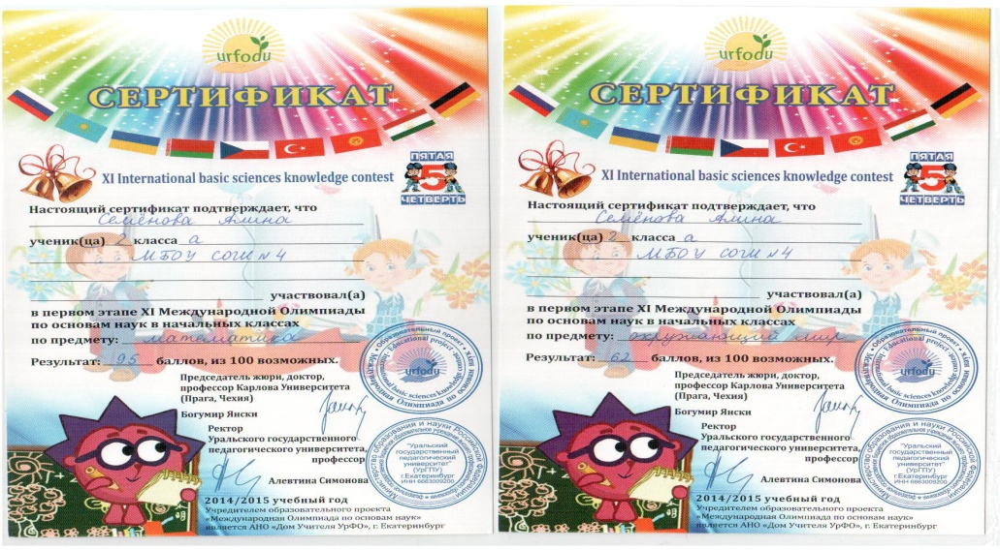 urfodu
СЕРТИФИКАТ
XI International basic sciences knowledge contest
ПЯТАЯ
5
ЧЕТВЕРТЬ
Настоящий сертификат подтверждает, что
Семёнова Алина
ученик(ца) 2 класса а
МБОУ СОШ №4
участвовал(а)
в первом этапе XI Международной Олимпиады
по основам наук в начальных классах
по предмету: математика
Результат: 95 баллов, из 100 возможных.
Председатель жюри, доктор,
профессор Карлова Университета
(Прага, Чехия)
Богумир Янски
Ректор
Уральского государственного
педагогического университета,
профессор
Алевтина Симонова
2014/2015 учебный год
Учредителем образовательного проекта
«Международная Олимпиада по основам наук»
является АНО «Дом Учителя УрФО», г. Екатеринбург
• Образовательный проект •
Международная Олимпиада по основам наук
Educational project
International basic sciences knowledge contest
urfodu
Министерство образования и науки Российской Федерации
"Уральский
государственный
педагогический
университет"
(УрГПУ)
г.Екатеринбург
ИНН 6663009200
urfodu
СЕРТИФИКАТ
XI International basic sciences knowledge contest
ПЯТАЯ
5
ЧЕТВЕРТЬ
Настоящий сертификат подтверждает, что
Семёнова Алина
ученик(ца) 2 класса а
МБОУ СОШ №4
участвовал(а)
в первом этапе XI Международной Олимпиады
по основам наук в начальных классах
по предмету: окружающий мир
Результат: 62 баллов, из 100 возможных.
Председатель жюри, доктор,
профессор Карлова Университета
(Прага, Чехия)
Богумир Янски
Ректор
Уральского государственного
педагогического университета,
профессор
Алевтина Симонова
2014/2015 учебный год
Учредителем образовательного проекта
«Международная Олимпиада по основам наук»
является АНО «Дом Учителя УрФО», г. Екатеринбург
• Образовательный проект •
Международная Олимпиада по основам наук
Educational project
International basic sciences knowledge contest
urfodu
Министерство образования и науки Российской Федерации
"Уральский
государственный
педагогический
университет"
(УрГПУ)
г.Екатеринбург
ИНН 6663009200